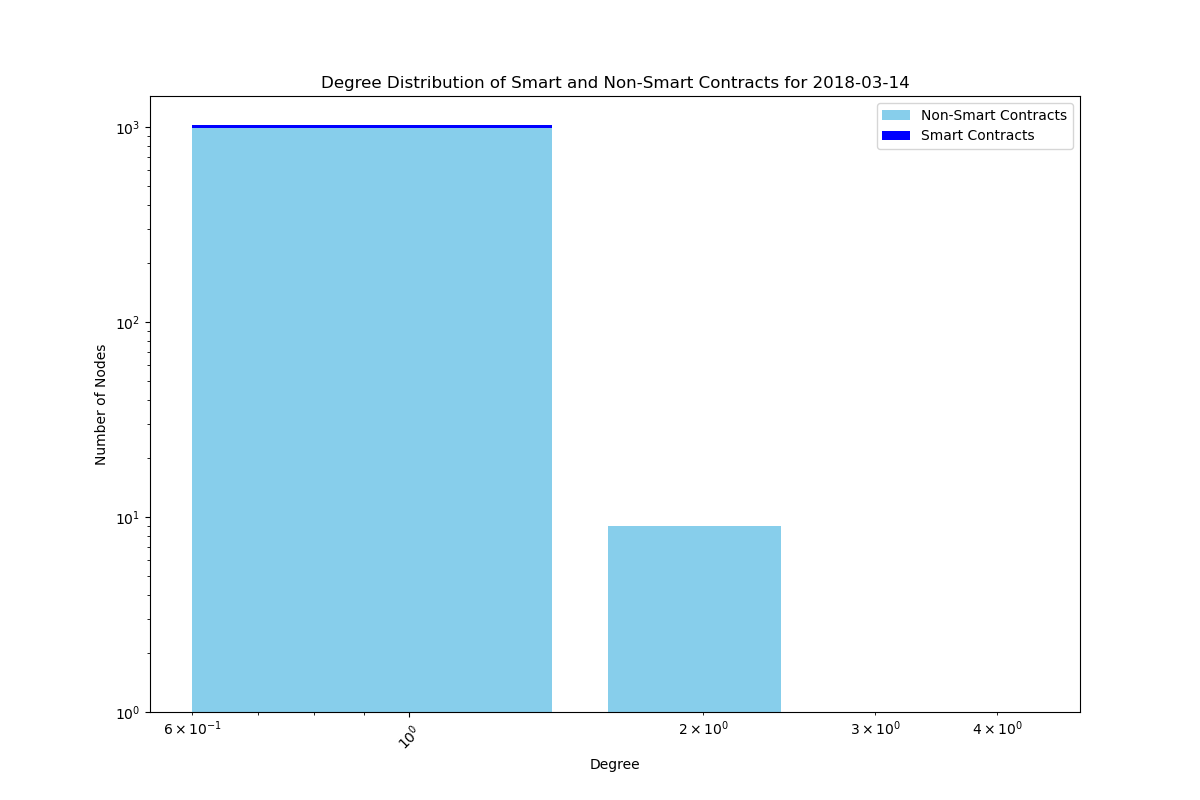 Degree Distribution of Smart and Non-Smart Contracts for 2018-03-14
Non-Smart Contracts
Smart Contracts
Number of Nodes
10³
10²
10¹
10⁰
6 × 10⁻¹
10⁰
2 × 10⁰
3 × 10⁰
4 × 10⁰
Degree